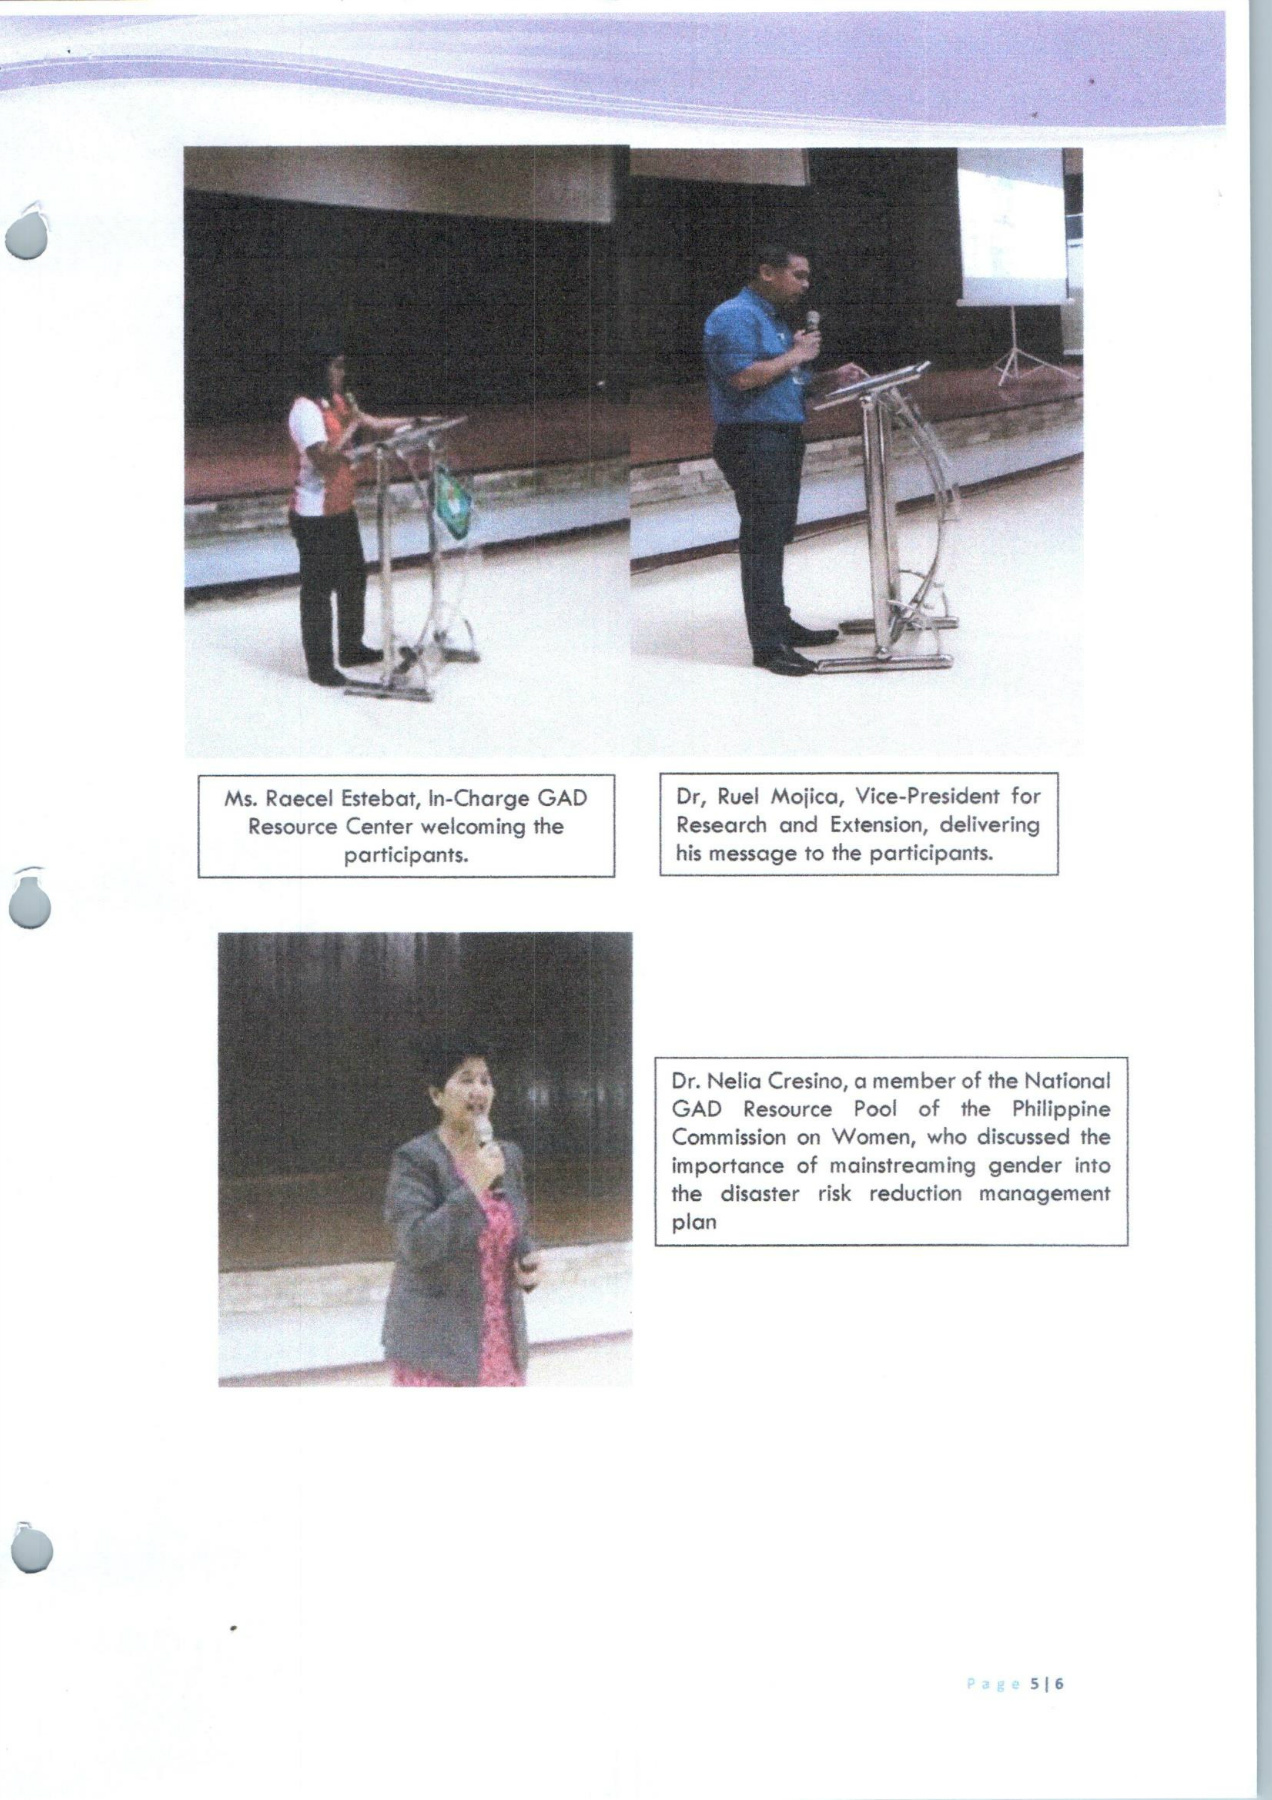 Ms. Raecel Estebat, In-Charge GAD
Resource Center welcoming the
participants.
Dr, Ruel Mojica, Vice-President for
Research and Extension, delivering
his message to the participants.
Dr. Nelia Cresino, a member of the National
GAD Resource Pool of the Philippine
Commission on Women, who discussed the
importance of mainstreaming gender into
the disaster risk reduction management
plan
Page 5|6